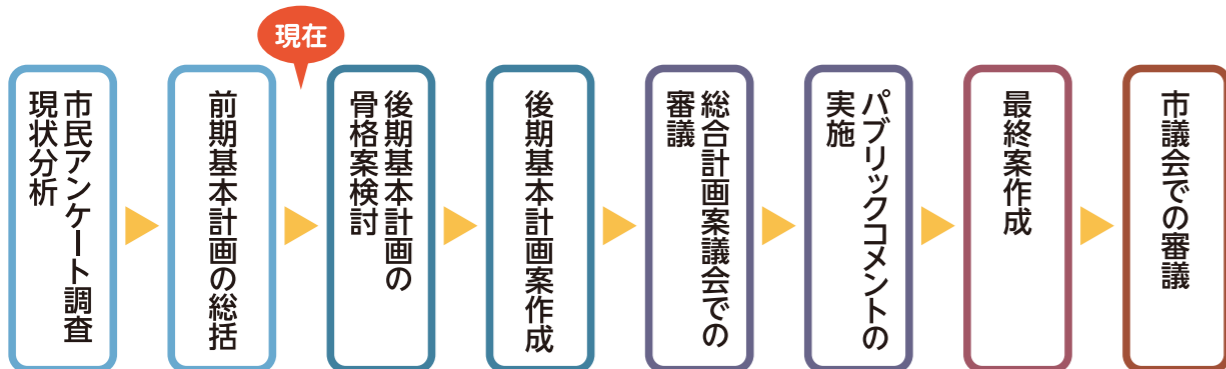 現在
市民アンケート調査
現状分析
前期基本計画の総括
後期基本計画の
骨格案検討
後期基本計画案作成
総合計画案議会での
審議
パブリックコメントの
実施
最終案作成
市議会での審議